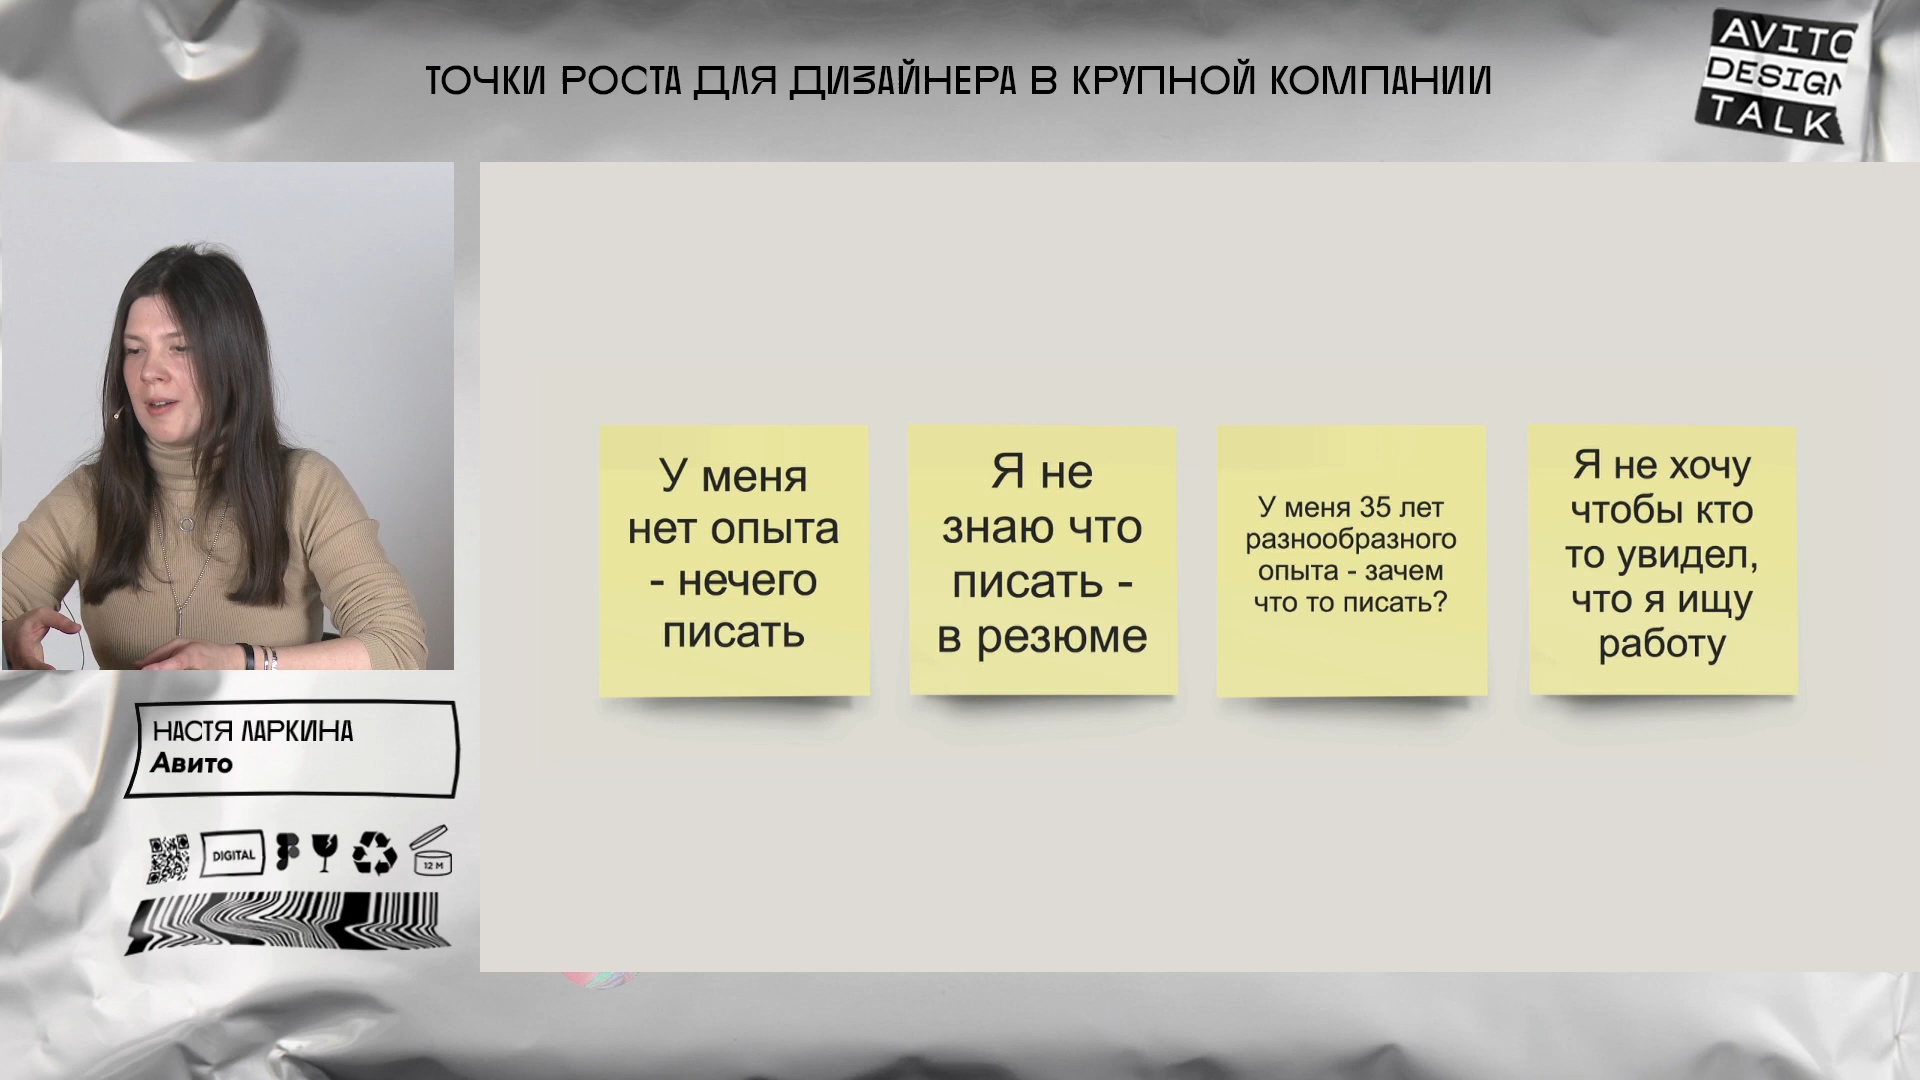 ТОЧКИ РОСТА ДЛЯ ДИЗАЙНЕРА В КРУПНОЙ КОМПАНИИ
AVITO
DESIGN
TALK
У меня
нет опыта
- нечего
писать
Я не
знаю что
писать -
в резюме
У меня 35 лет
разнообразного
опыта - зачем
что то писать?
Я не хочу
чтобы кто
то увидел,
что я ищу
работу
НАСТЯ ЛАРКИНА
Авито
DIGITAL
12 M